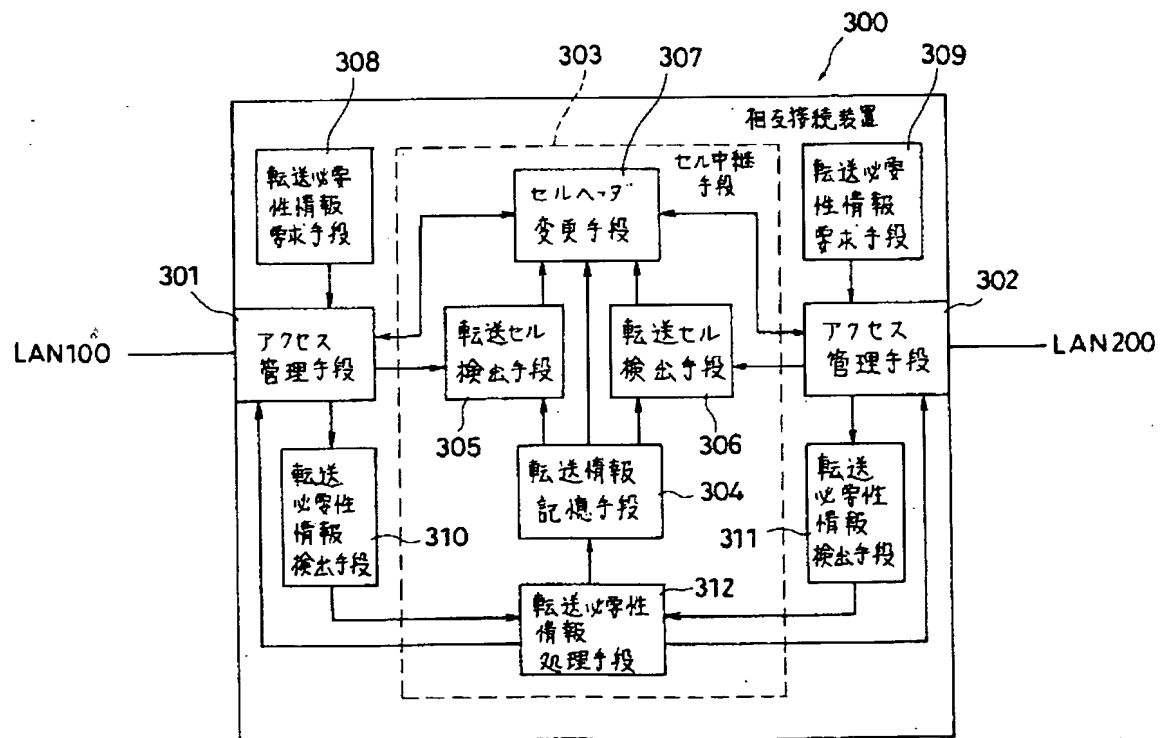 300
308
303
307
309
相互接続装置
転送必要
性情報
要求手段
セルヘッダ
変更手段
セル中継
手段
転送必要
性情報
要求手段
301
302
LAN100
アクセス
管理手段
転送セル
検出手段
転送セル
検出手段
アクセス
管理手段
LAN200
305
306
転送
必要性
情報
検出手段
310
転送情報
記憶手段
304
311
転送
必要性
情報
検出手段
312
転送必要性
情報
処理手段